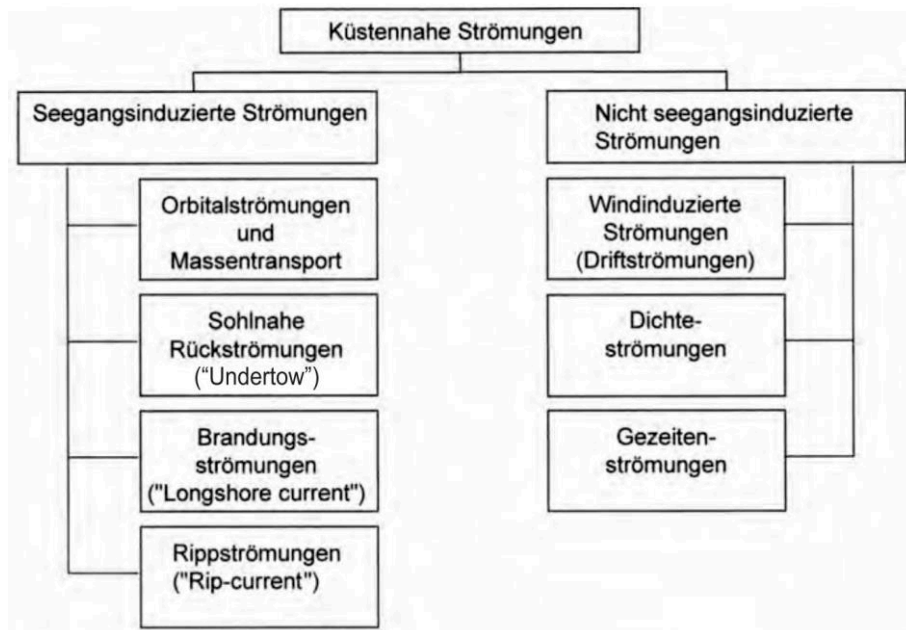 Küstennahe Strömungen
Seegangsinduzierte Strömungen
Nicht seegangsinduzierte
Strömungen
Orbitalströmungen
und
Massentransport
Sohlnahe
Rückströmungen
(“Undertow”)
Brandungs-
strömungen
("Longshore current")
Rippströmungen
("Rip-current")
Windinduzierte
Strömungen
(Driftströmungen)
Dichte-
strömungen
Gezeiten-
strömungen